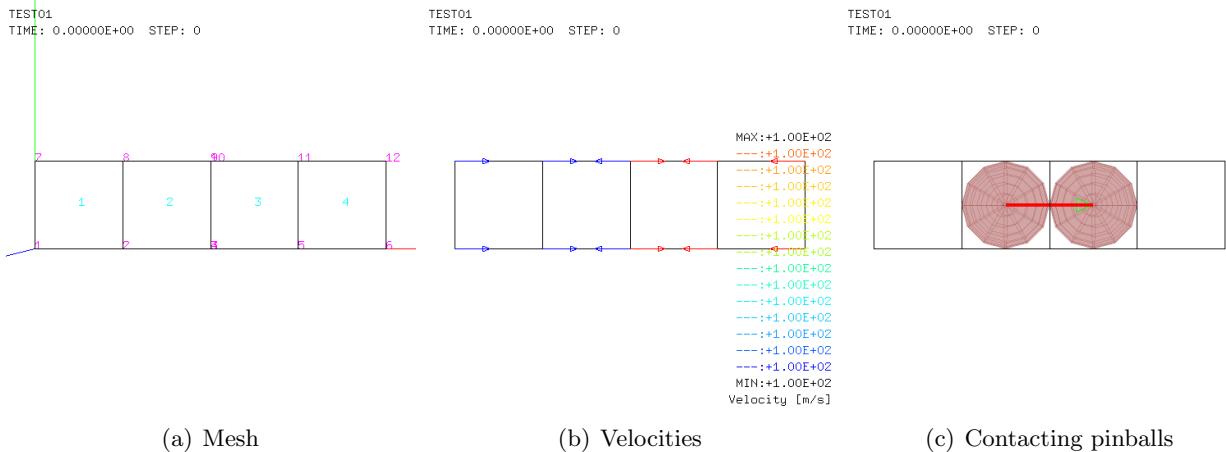 TEST01
TIME: 0.00000E+00 STEP: 0
7 8 10 11 12
1 2 3 4
1 2 5 6
(a) Mesh
TEST01
TIME: 0.00000E+00 STEP: 0
MAX:+1.00E+02
---:+1.00E+02
---:+1.00E+02
---:+1.00E+02
---:+1.00E+02
---:+1.00E+02
---:+1.00E+02
---:+1.00E+02
---:+1.00E+02
---:+1.00E+02
---:+1.00E+02
---:+1.00E+02
---:+1.00E+02
---:+1.00E+02
---:+1.00E+02
MIN:+1.00E+02
Velocity [m/s]
(b) Velocities
TEST01
TIME: 0.00000E+00 STEP: 0
(c) Contacting pinballs